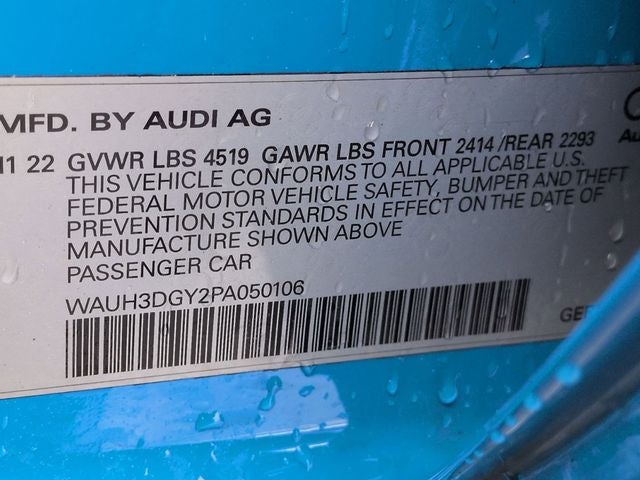 MFD. BY AUDI AG
11 22 GVWR LBS 4519 GAWR LBS FRONT 2414 /REAR 2293
THIS VEHICLE CONFORMS TO ALL APPLICABLE U.S.
FEDERAL MOTOR VEHICLE SAFETY, BUMPER AND THEFT
PREVENTION STANDARDS IN EFFECT ON THE DATE OF
MANUFACTURE SHOWN ABOVE
PASSENGER CAR
WAUH3DGY2PA050106